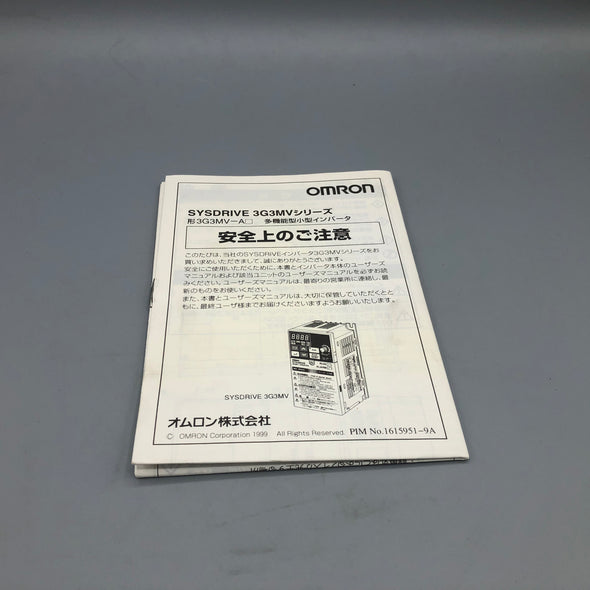 OMRON
SYSDRIVE 3G3MVシリーズ
形3G3MV-A□ 多機能型小型インバータ
安全上のご注意
このたびは、当社のSYSDRIVEインバータ3G3MVシリーズをお
買い求めいただきまして、誠にありがとうございます。
安全にご使用いただくために、本書とインバータ本体のユーザーズ
マニュアルおよび該当ユニットのユーザーズマニュアルを必ずお読
みください。ユーザーズマニュアルは、最寄りの営業所に連絡し、最
新のものをお使いください。
また、本書とユーザーズマニュアルは、大切に保管していただくとと
もに、最終ユーザ様までお届けくださいますようお願いいたします。
SYSDRIVE 3G3MV
オムロン株式会社
© OMRON Corporation 1999 All Rights Reserved. PIM No.1615951-9A